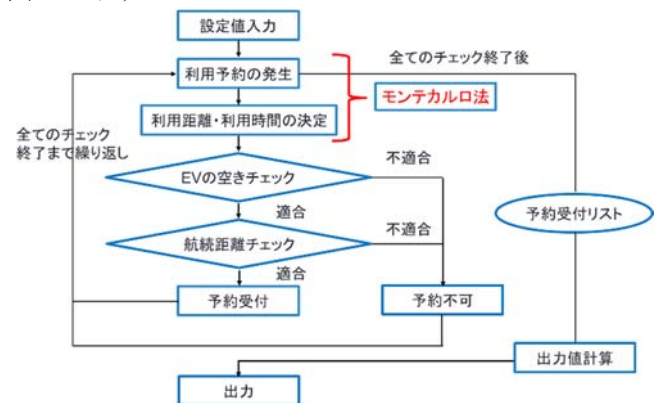 設定値入力
全てのチェック終了後
利用予約の発生
モンテカルロ法
利用距離・利用時間の決定
全てのチェック
終了まで繰り返し
不適合
EVの空きチェック
適合
予約受付リスト
不適合
航続距離チェック
適合
予約受付
予約不可
出力値計算
出力